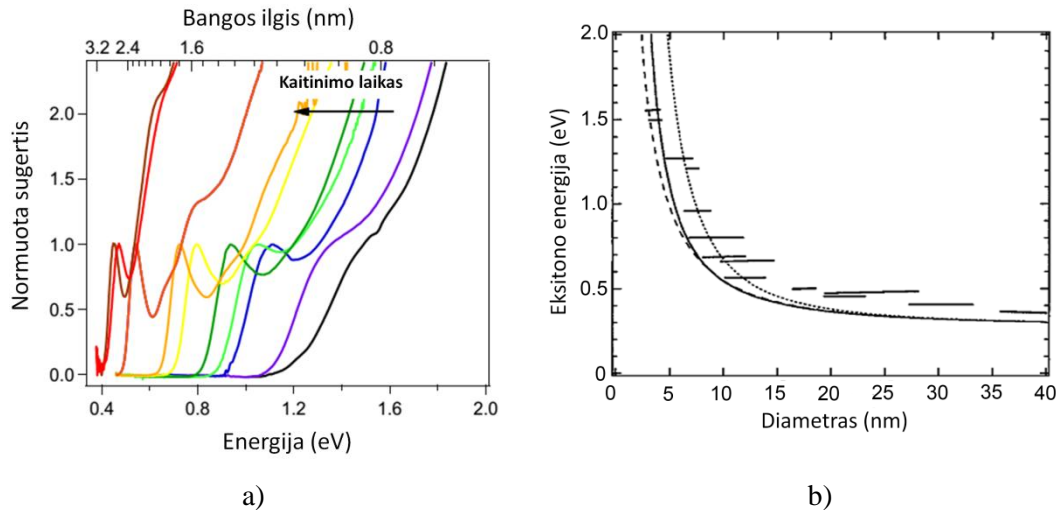 Bangos ilgis (nm)
3.2 2.4 1.6 0.8
Kaitinimo laikas
Normuota sugertis
2.0
1.5
1.0
0.5
0.0
0.4 0.8 1.2 1.6 2.0
Energija (eV)
a)
Eksitono energija (eV)
2.0
1.5
1.0
0.5
0
0 5 10 15 20 25 30 35 40
Diametras (nm)
b)